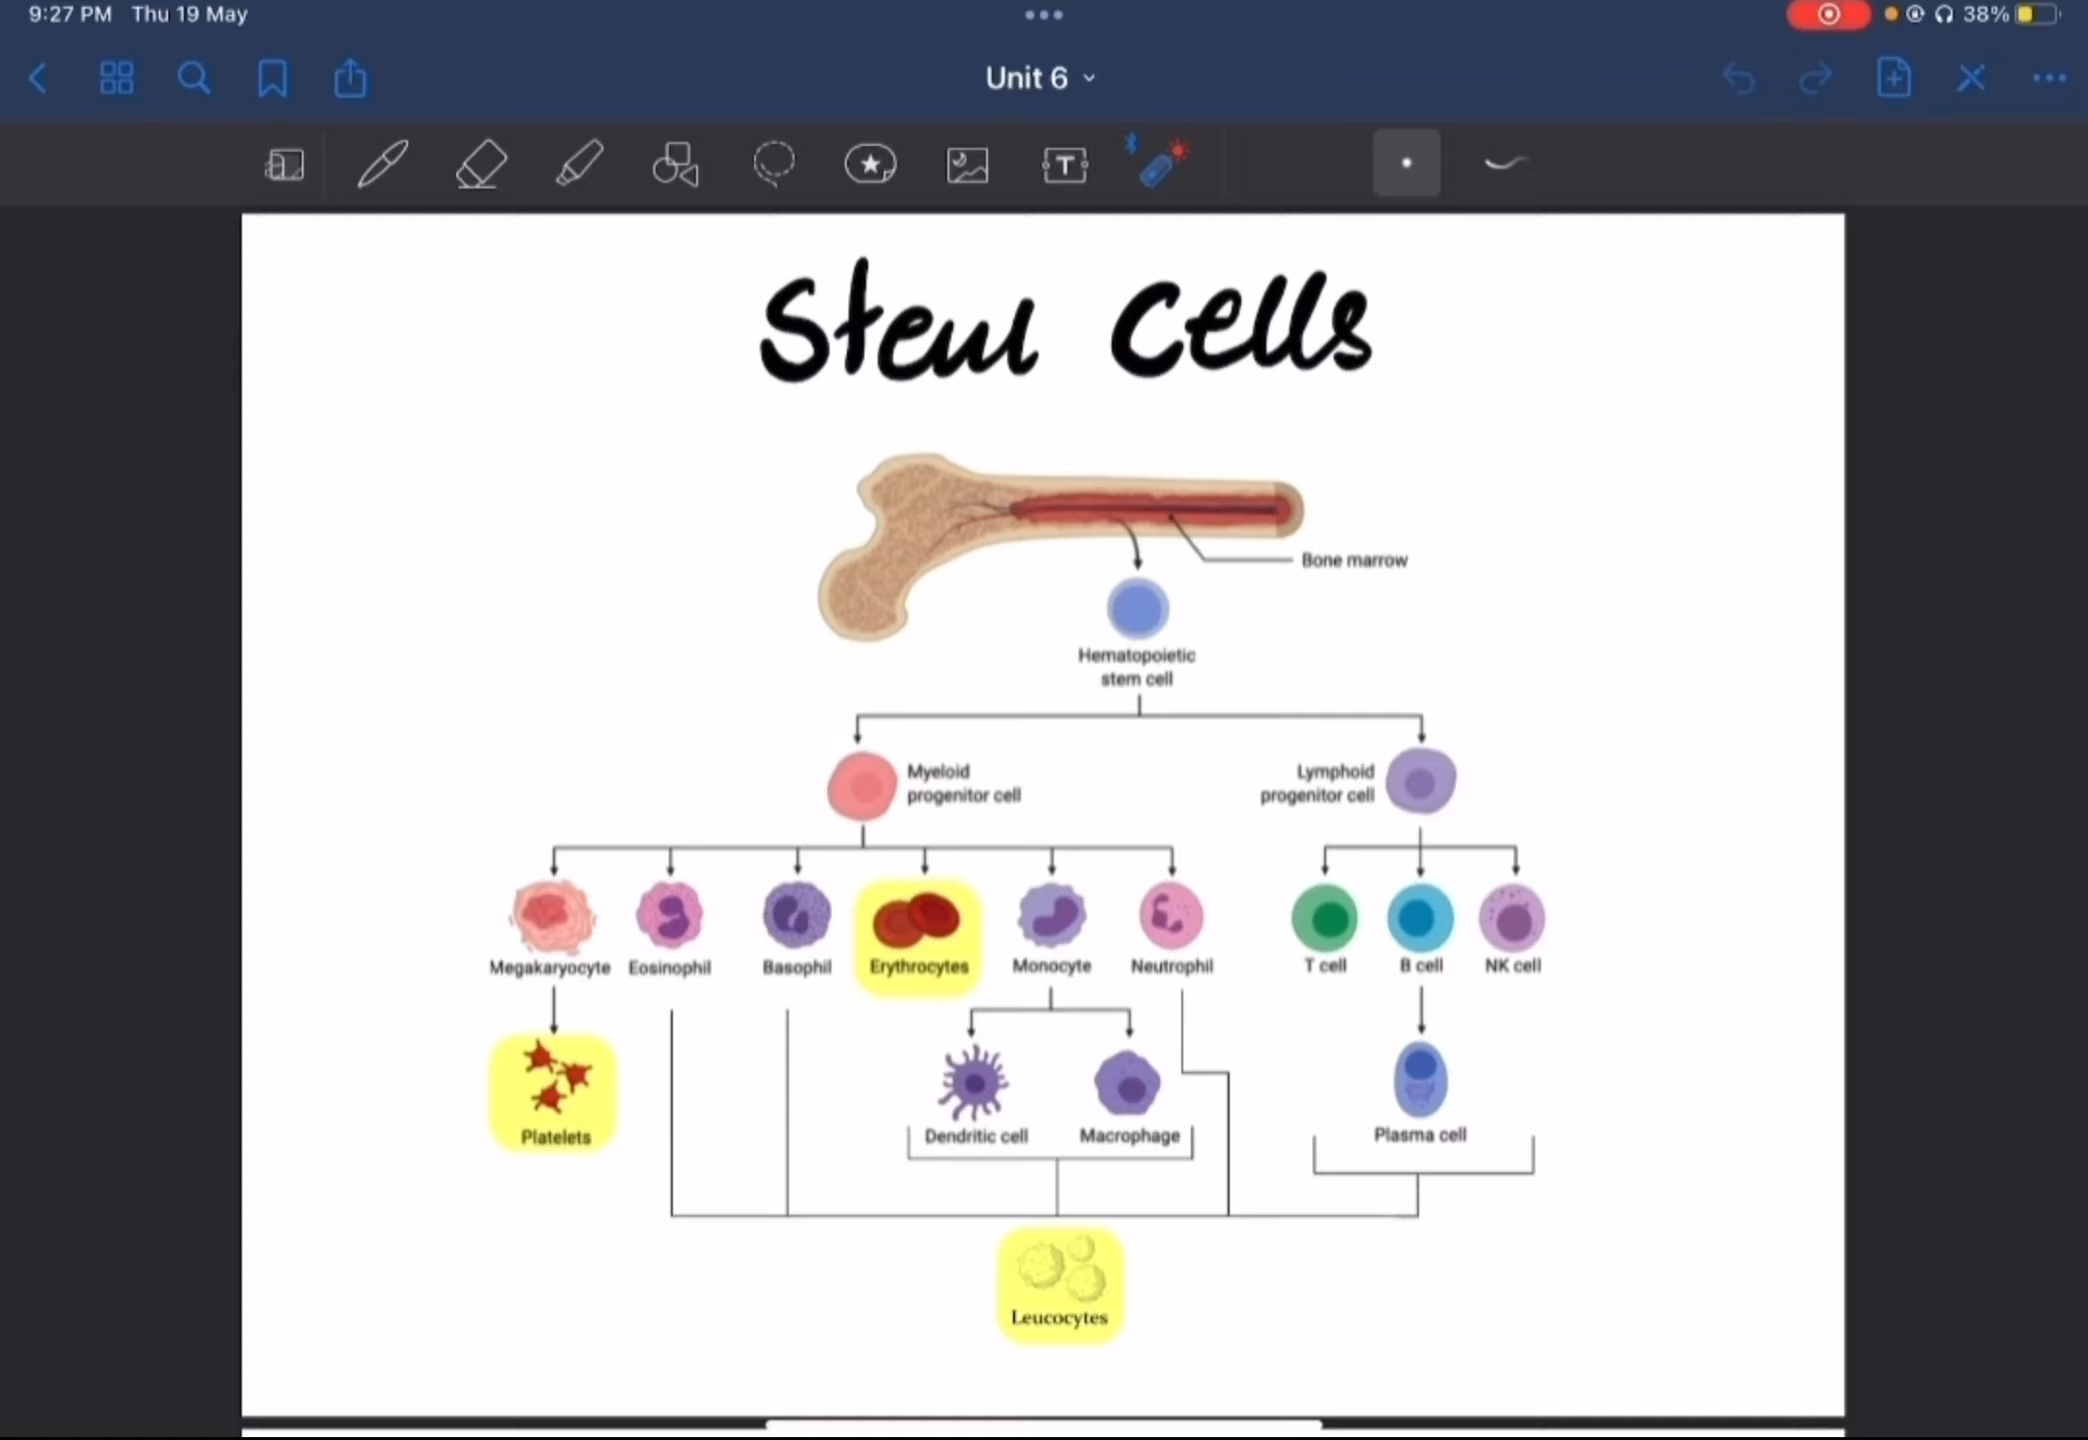 9:27 PM Thu 19 May
38%
Unit 6
T
Stem Cells
Bone marrow
Hematopoietic
stem cell
Myeloid
progenitor cell
Lymphoid
progenitor cell
Megakaryocyte Eosinophil Basophil Erythrocytes Monocyte Neutrophil T cell B cell NK cell
Platelets Dendritic cell Macrophage Plasma cell
Leucocytes